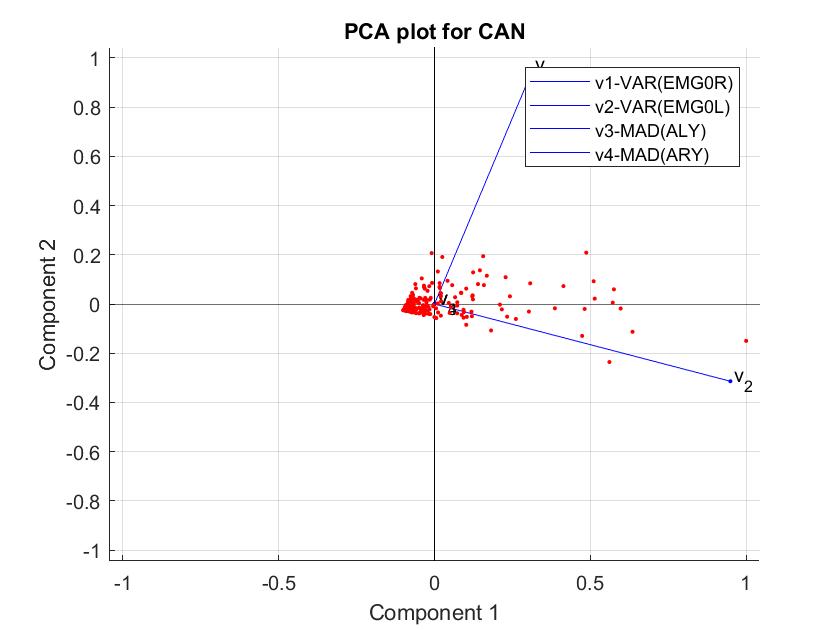 PCA plot for CAN
v
v1-VAR(EMG0R)
v2-VAR(EMG0L)
v3-MAD(ALY)
v4-MAD(ARY)
Component 2
1
0.8
0.6
0.4
0.2
0
-0.2
-0.4
-0.6
-0.8
-1
v
v2
-1
-0.5
0
0.5
1
Component 1